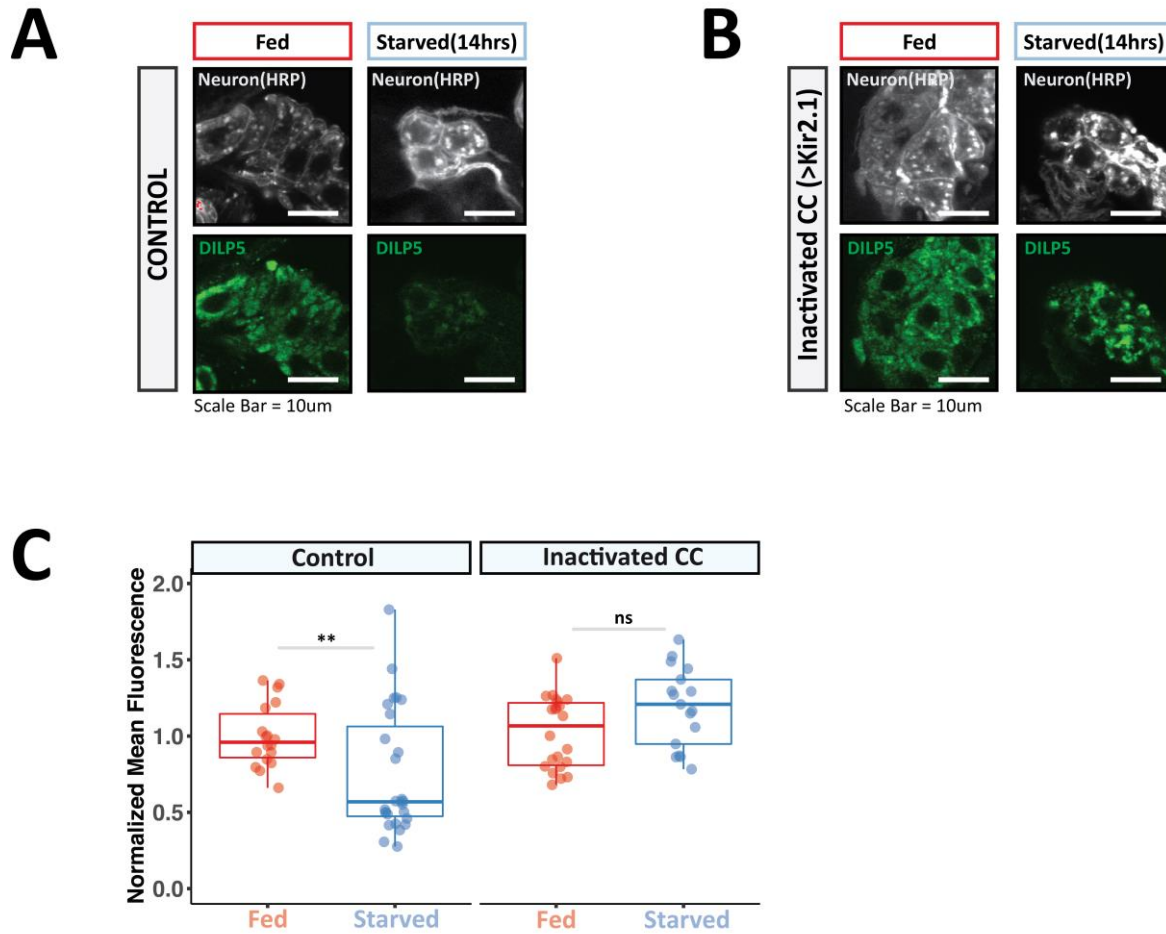 A
Fed
Starved(14hrs)
CONTROL
Neuron(HRP)
Neuron(HRP)
DILP5
DILP5
Scale Bar = 10um
B
Fed
Starved(14hrs)
Inactivated CC (>Kir2.1)
Neuron(HRP)
Neuron(HRP)
DILP5
DILP5
Scale Bar = 10um
C
Control
Inactivated CC
Normalized Mean Fluorescence
2.0
1.5
1.0
0.5
0.0
**
ns
Fed
Starved
Fed
Starved